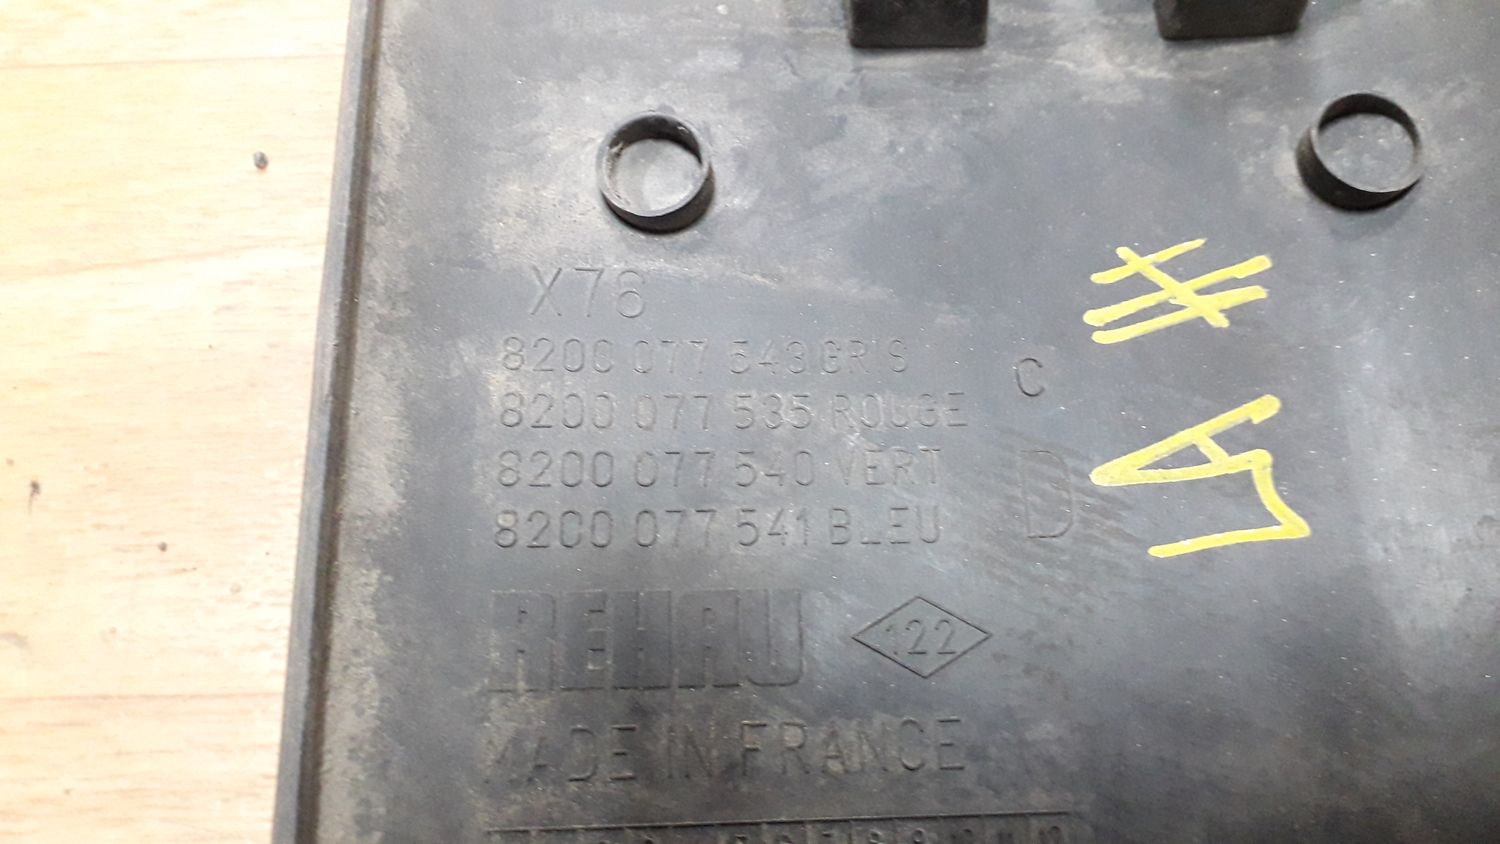 X76
8200 077 543 GRIS
C
8200 077 535 ROUGE
8200 077 540 VERT
D
8200 077 541 BLEU
REHAU
122
MADE IN FRANCE